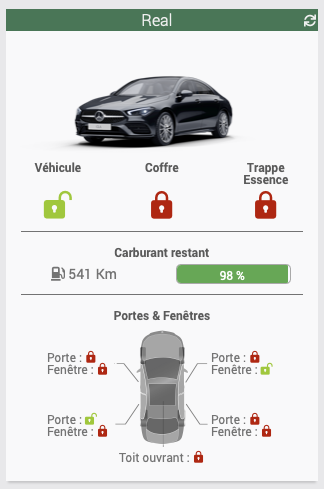 Real
Véhicule Coffre Trappe
Essence
Carburant restant
541 Km 98 %
Portes & Fenêtres
Porte : Porte :
Fenêtre : Fenêtre :
Porte : Porte :
Fenêtre : Fenêtre :
Toit ouvrant :